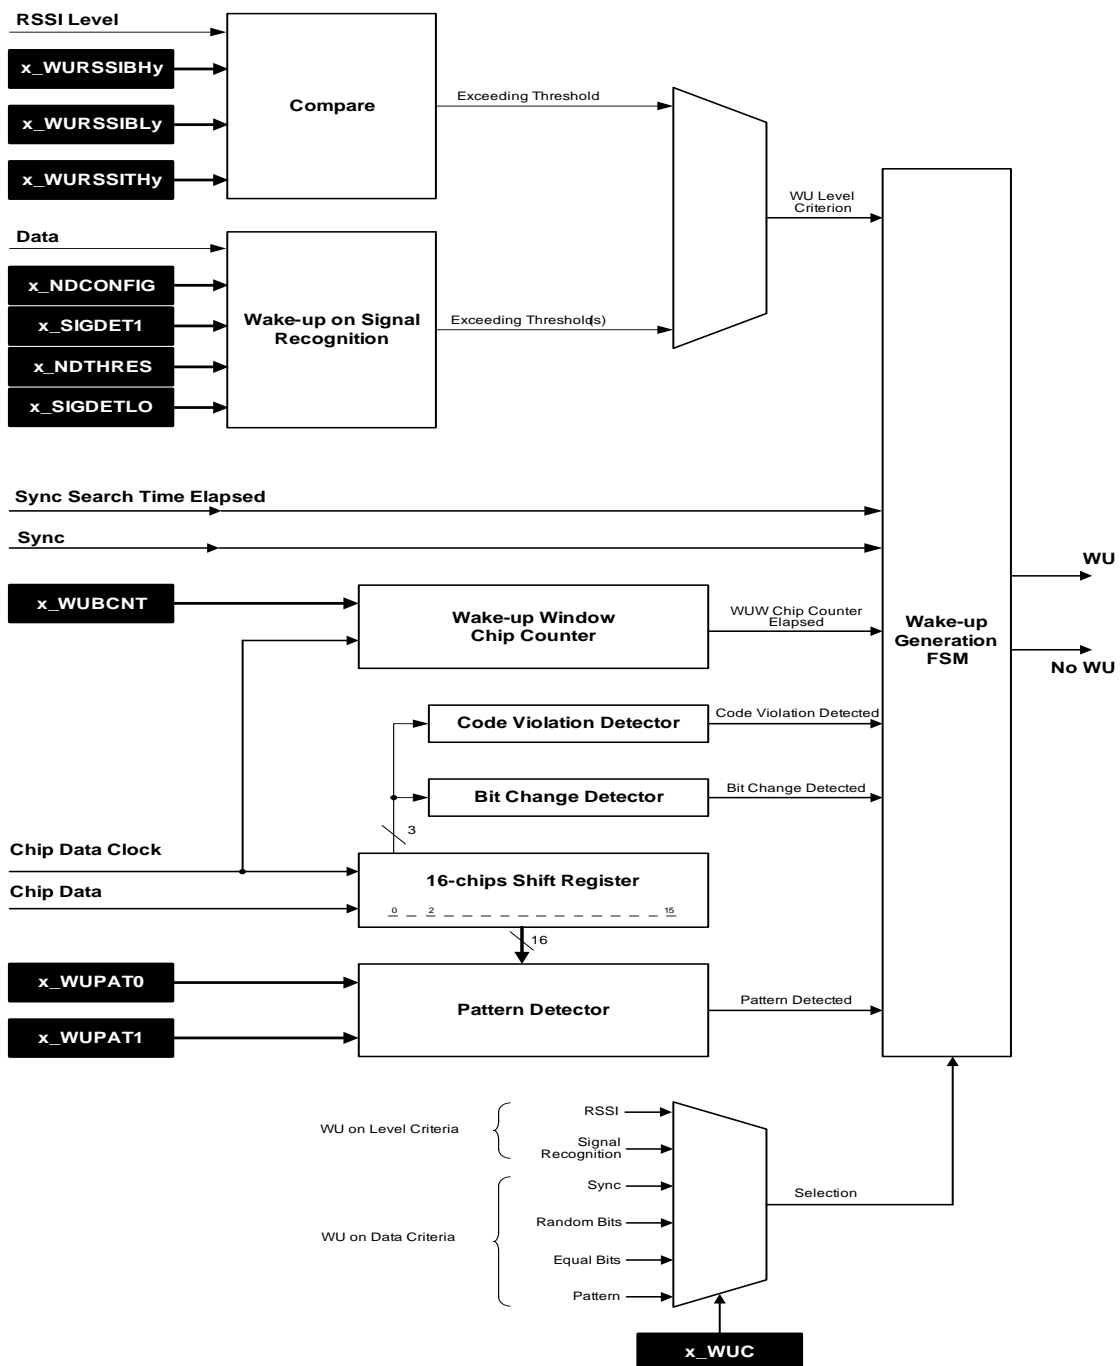 RSSI Level
x_WURSSIBHy
x_WURSSIBLy
x_WURSSITHy
Compare
Exceeding Threshold
WU Level
Criterion
Data
x_NDCONFIG
x_SIGDET1
x_NDTHRES
x_SIGDETLO
Wake-up on Signal
Recognition
Exceeding Threshold(s)
Sync Search Time Elapsed
Sync
x_WUBCNT
Wake-up Window
Chip Counter
WUW Chip Counter
Elapsed
Wake-up
Generation
FSM
WU
No WU
Code Violation Detector
Code Violation Detected
Bit Change Detector
Bit Change Detected
3
Chip Data Clock
Chip Data
16-chips Shift Register
0 2 15
16
x_WUPAT0
x_WUPAT1
Pattern Detector
Pattern Detected
WU on Level Criteria
RSSI
Signal
Recognition
WU on Data Criteria
Sync
Random Bits
Equal Bits
Pattern
Selection
x_WUC